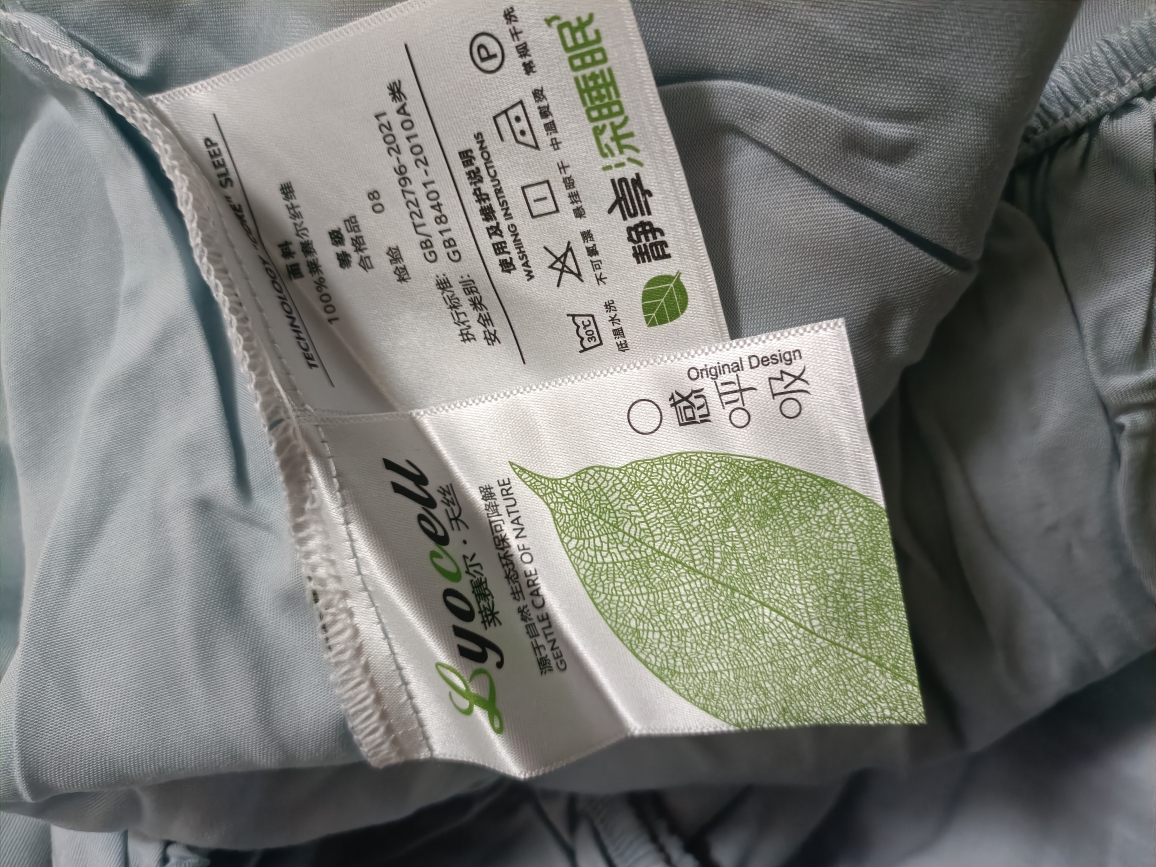 TECHNOLOGY "CARE" SLEEP
面料
100%莱赛尔纤维
等级
合格品
检验 08
执行标准: GB/T22796-2021
安全类别: GB18401-2010A类
使用及维护说明
WASHING INSTRUCTIONS
30℃
P
低温水洗 不可氯漂 悬挂晾干 中温熨烫 常规干洗
静享深睡眠
Lyocell
莱赛尔·天丝
源于自然 生态环保可降解
GENTLE CARE OF NATURE
Original Design
感
呼
吸